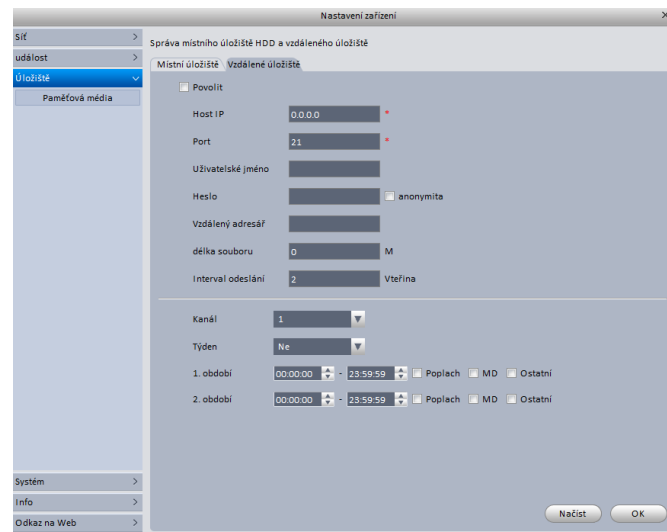 Nastavení zařízení
Síť
událost
Úložiště
Paměťová média
Systém
Info
Odkaz na Web
Správa místního úložiště HDD a vzdáleného úložiště
Místní úložiště Vzdálené úložiště
Povolit
Host IP 0.0.0.0 *
Port 21 *
Uživatelské jméno
Heslo anonymita
Vzdálený adresář
délka souboru 0 M
Interval odeslání 2 Vteřina
Kanál 1
Týden Ne
1. období 00:00:00 - 23:59:59 Poplach MD Ostatní
2. období 00:00:00 - 23:59:59 Poplach MD Ostatní
Načíst OK